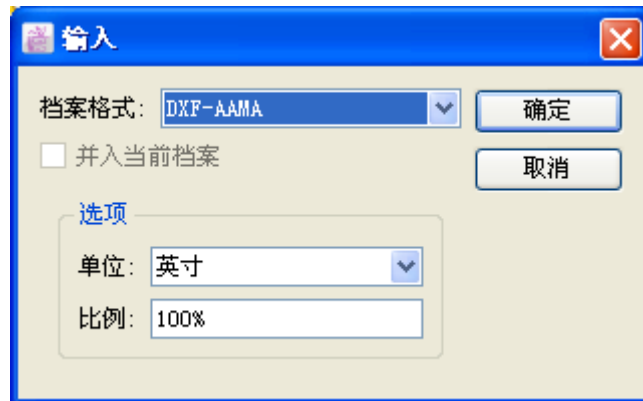 输入
档案格式: DXF-AAMA
确定
并入当前档案
取消
选项
单位: 英寸
比例: 100%